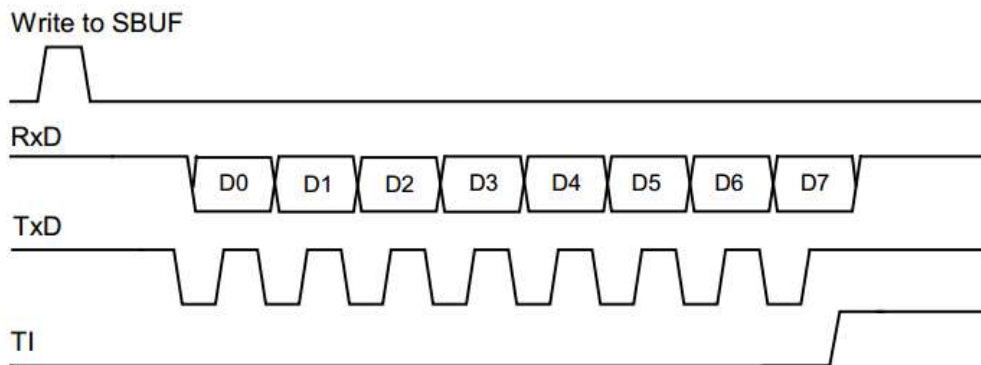 Write to SBUF
RxD
D0 D1 D2 D3 D4 D5 D6 D7
TxD
TI